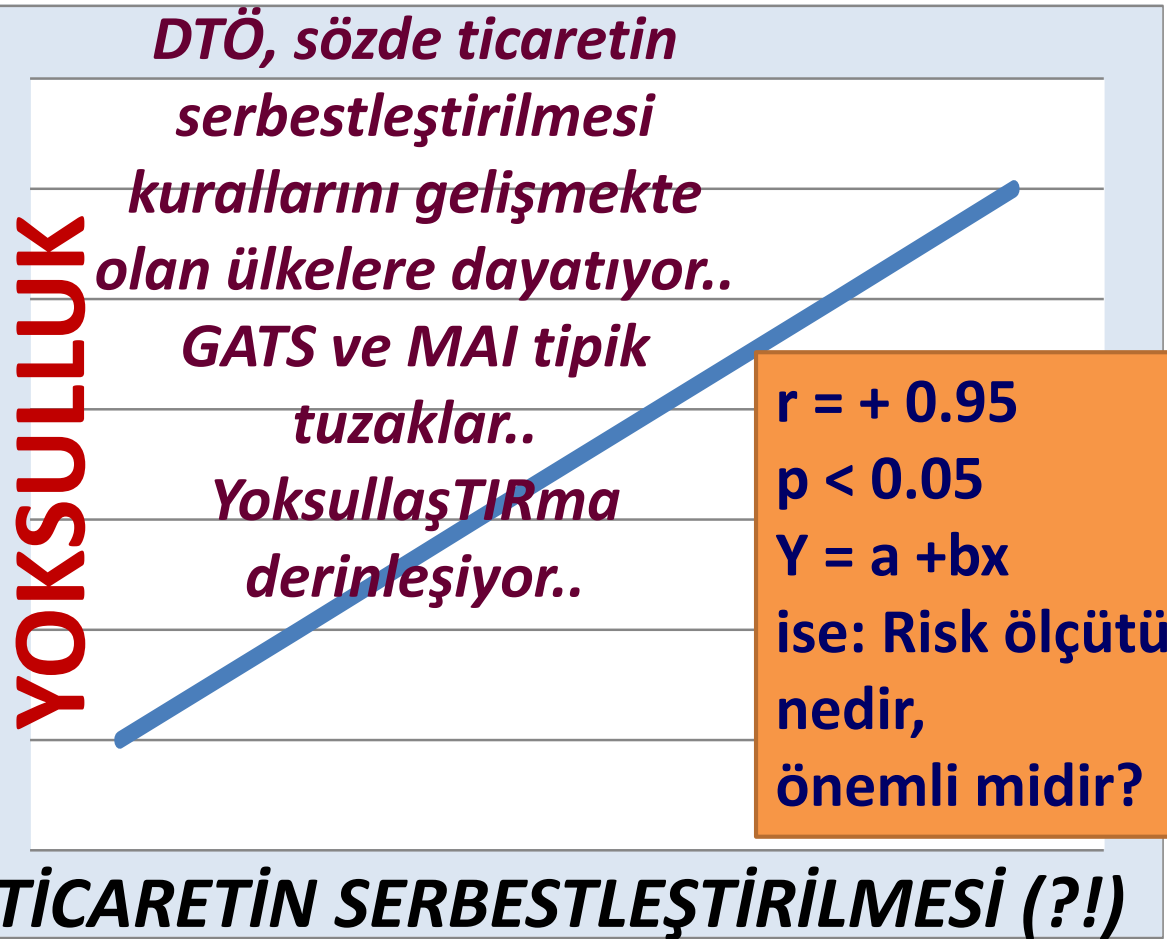 DTÖ, sözde ticaretin
serbestleştirilmesi
kurallarını gelişmekte
olan ülkelere dayatıyor..
GATS ve MAI tipik
tuzaklar..
YoksullaşTIRma
derinleşiyor..
YOKSULLUK
r = + 0.95
p < 0.05
Y = a +bx
ise: Risk ölçütü
nedir,
önemli midir?
TİCARETİN SERBESTLEŞTİRİLMESİ (?!)